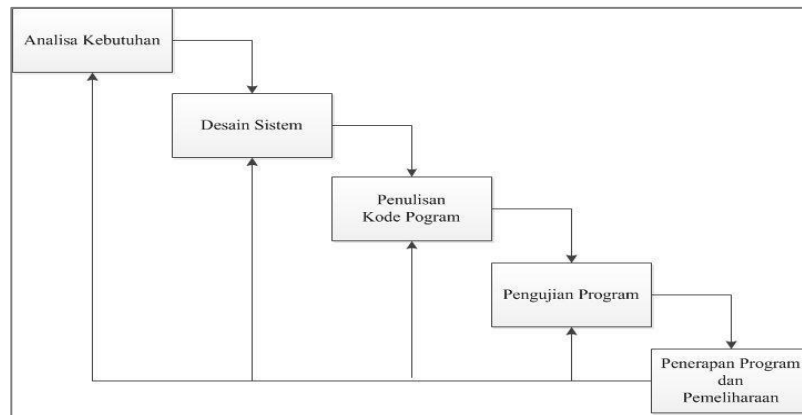 Analisa Kebutuhan
Desain Sistem
Penulisan
Kode Pogram
Pengujian Program
Penerapan Program
dan
Pemeliharaan